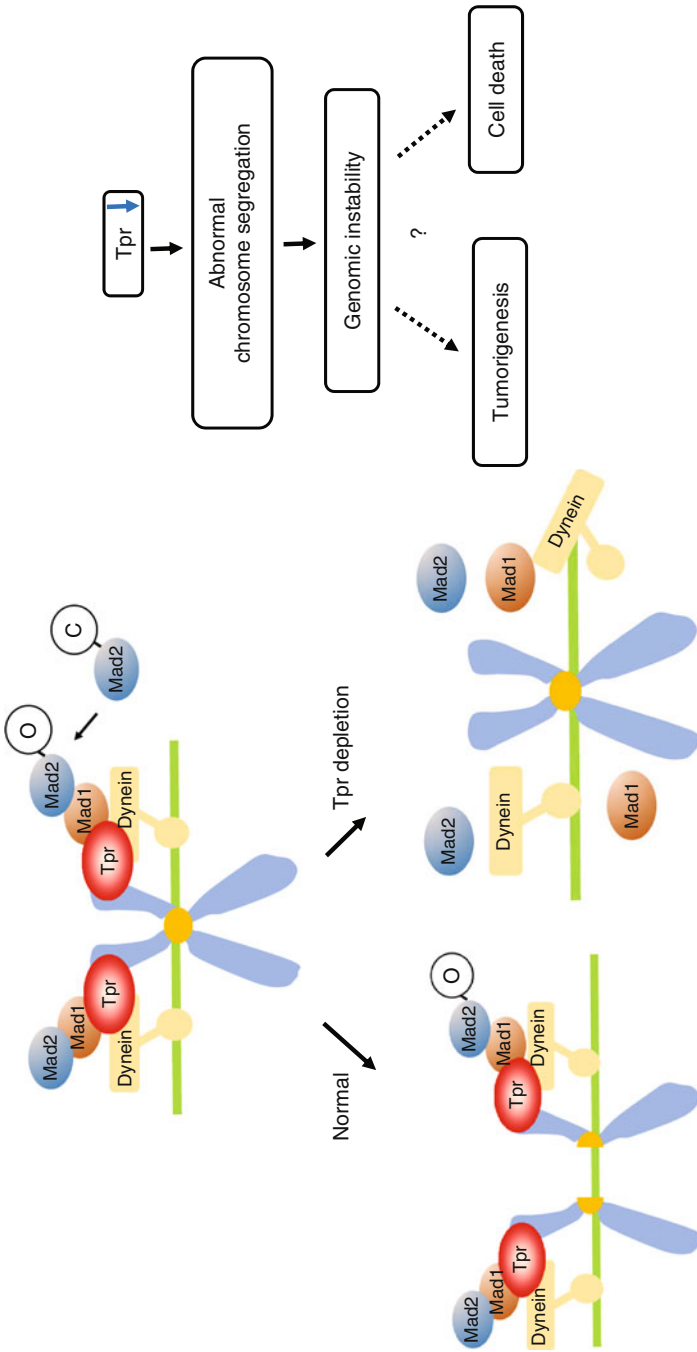 Mad2
Mad1
Tpr
Dynein
Tpr
Mad1
Dynein
Mad2
O
C
Mad2
Normal
Tpr depletion
Mad2
Mad1
Tpr
Dynein
Tpr
Mad1
Dynein
Mad2
O
Mad2
Dynein
Mad1
Mad2
Mad1
Dynein
Tpr
Abnormal
chromosome segregation
Genomic instability
?
Tumorigenesis
Cell death